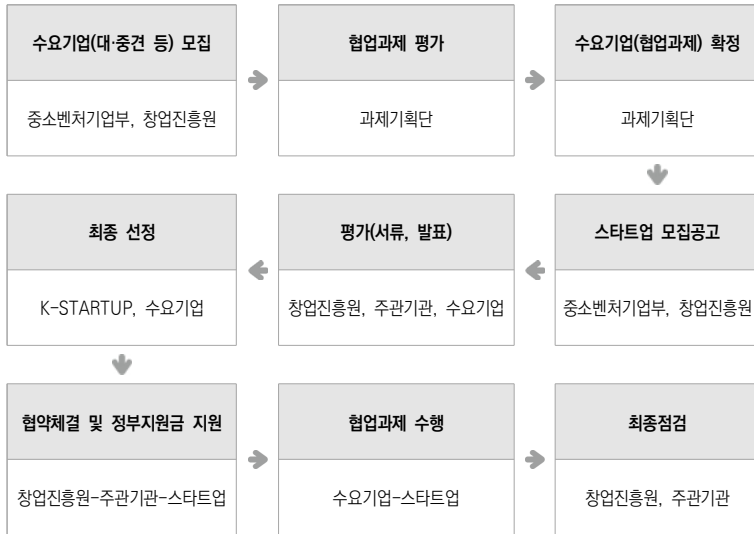 수요기업(대·중견 등) 모집
중소벤처기업부, 창업진흥원
협업과제 평가
과제기획단
수요기업(협업과제) 확정
과제기획단
스타트업 모집공고
중소벤처기업부, 창업진흥원
평가(서류, 발표)
창업진흥원, 주관기관, 수요기업
최종 선정
K-STARTUP, 수요기업
협약체결 및 정부지원금 지원
창업진흥원-주관기관-스타트업
협업과제 수행
수요기업-스타트업
최종점검
창업진흥원, 주관기관